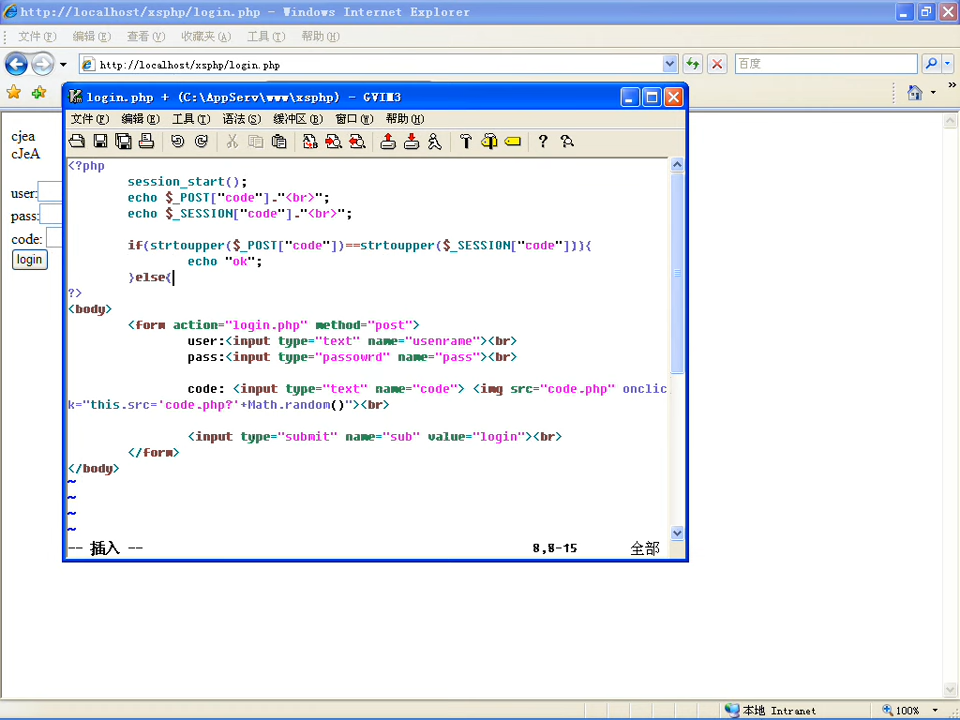 http://localhost/xsphp/login.php - Windows Internet Explorer
文件(F) 编辑(E) 查看(V) 收藏夹(A) 工具(T) 帮助(H)
http://localhost/xsphp/login.php
百度
cjea
cJeA
user:
pass:
code:
login
login.php + (C:\AppServ\www\xsphp) - GVIM3
文件(F) 编辑(E) 工具(T) 语法(S) 缓冲区(B) 窗口(W) 帮助(H)
<?php
session_start();
echo $_POST["code"]."<br>";
echo $_SESSION["code"]."<br>";
if(strtoupper($_POST["code"])==strtoupper($_SESSION["code"])){
echo "ok";
}else{
?>
<body>
<form action="login.php" method="post">
user:<input type="text" name="usenrame"><br>
pass:<input type="passowrd" name="pass"><br>
code: <input type="text" name="code"> <img src="code.php" onclic
k="this.src='code.php?'+Math.random()"><br>
<input type="submit" name="sub" value="login"><br>
</form>
</body>
~
~
~
~
-- 插入 -- 8,8-15 全部
本地 Intranet 100%